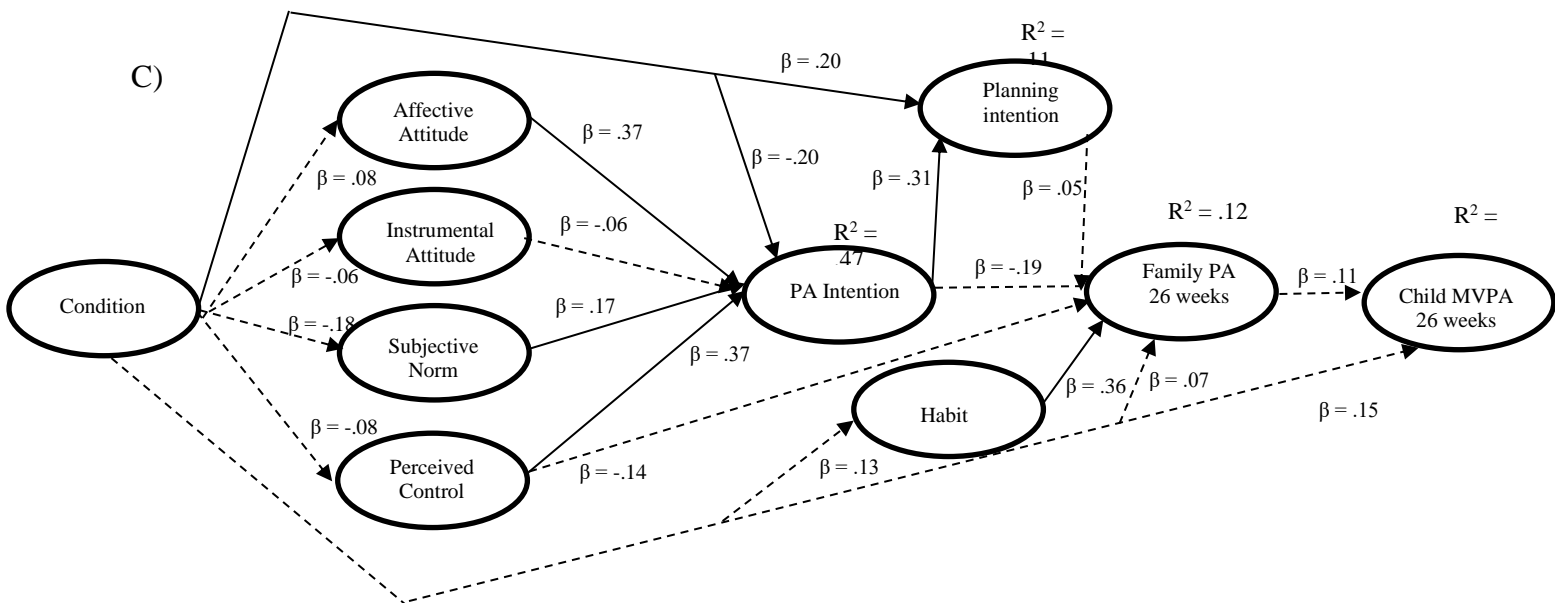 R² =
.11
C)
β = .20
Planning
intention
Affective
Attitude
β = .37
β = -.20
β = .31
β = .08
β = .05
Instrumental
Attitude
β = -.06
R² =
.47
R² = .12
R² =
β = -.06
β = -.19
Family PA
26 weeks
β = .11
Condition
PA Intention
Child MVPA
26 weeks
β = -.18
β = .17
Subjective
Norm
β = .37
β = .36
β = .07
β = .15
Habit
β = -.08
Perceived
Control
β = -.14
β = .13